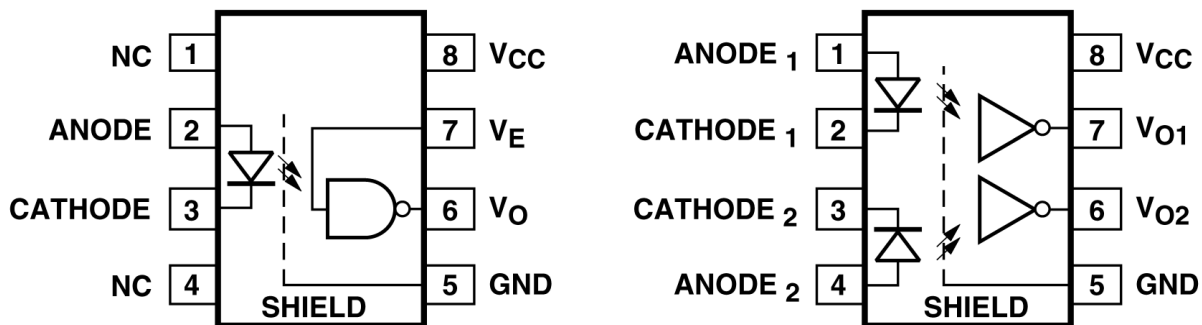 NC 1 8 VCC
ANODE 2 7 VE
CATHODE 3 6 VO
NC 4 5 GND
SHIELD
ANODE 1 1 8 VCC
CATHODE 1 2 7 VO1
CATHODE 2 3 6 VO2
ANODE 2 4 5 GND
SHIELD